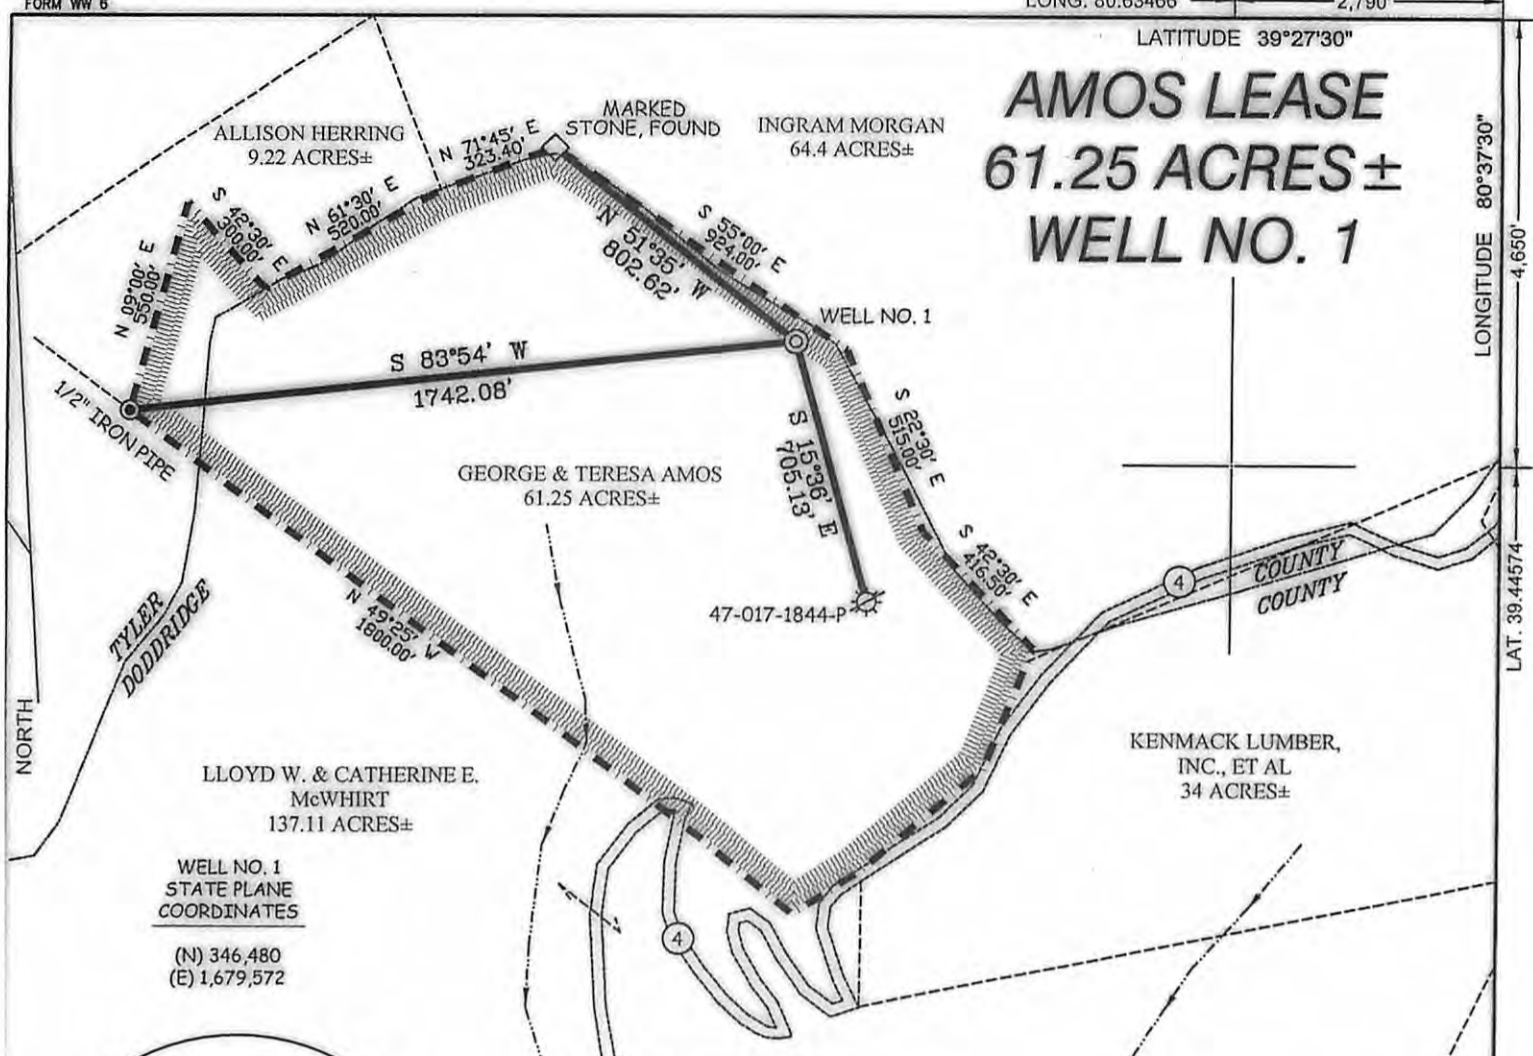 FORM WW 6
LONG. 80.63466
2,790'
LATITUDE 39°27'30"
AMOS LEASE
61.25 ACRES ±
WELL NO. 1
LONGITUDE 80°37'30"
4,650'
LAT. 39.44574
ALLISON HERRING
9.22 ACRES±
MARKED
STONE, FOUND
INGRAM MORGAN
64.4 ACRES±
N 71°45' E
323.40'
N 61°30' E
520.00'
S 42°30' E
300.00'
N 09°00' E
550.00'
S 55°00' E
924.00'
N 51°35' W
802.62'
WELL NO. 1
S 83°54' W
1742.08'
1/2" IRON PIPE
S 22°30' E
515.00'
S 15°36' E
705.13'
GEORGE & TERESA AMOS
61.25 ACRES±
S 42°30' E
416.50'
47-017-1844-P
4
COUNTY
COUNTY
TYLER
DODDRIDGE
N 49°25' W
1800.00'
NORTH
LLOYD W. & CATHERINE E.
McWHIRT
137.11 ACRES±
KENMACK LUMBER,
INC., ET AL
34 ACRES±
WELL NO. 1
STATE PLANE
COORDINATES
(N) 346,480
(E) 1,679,572
4